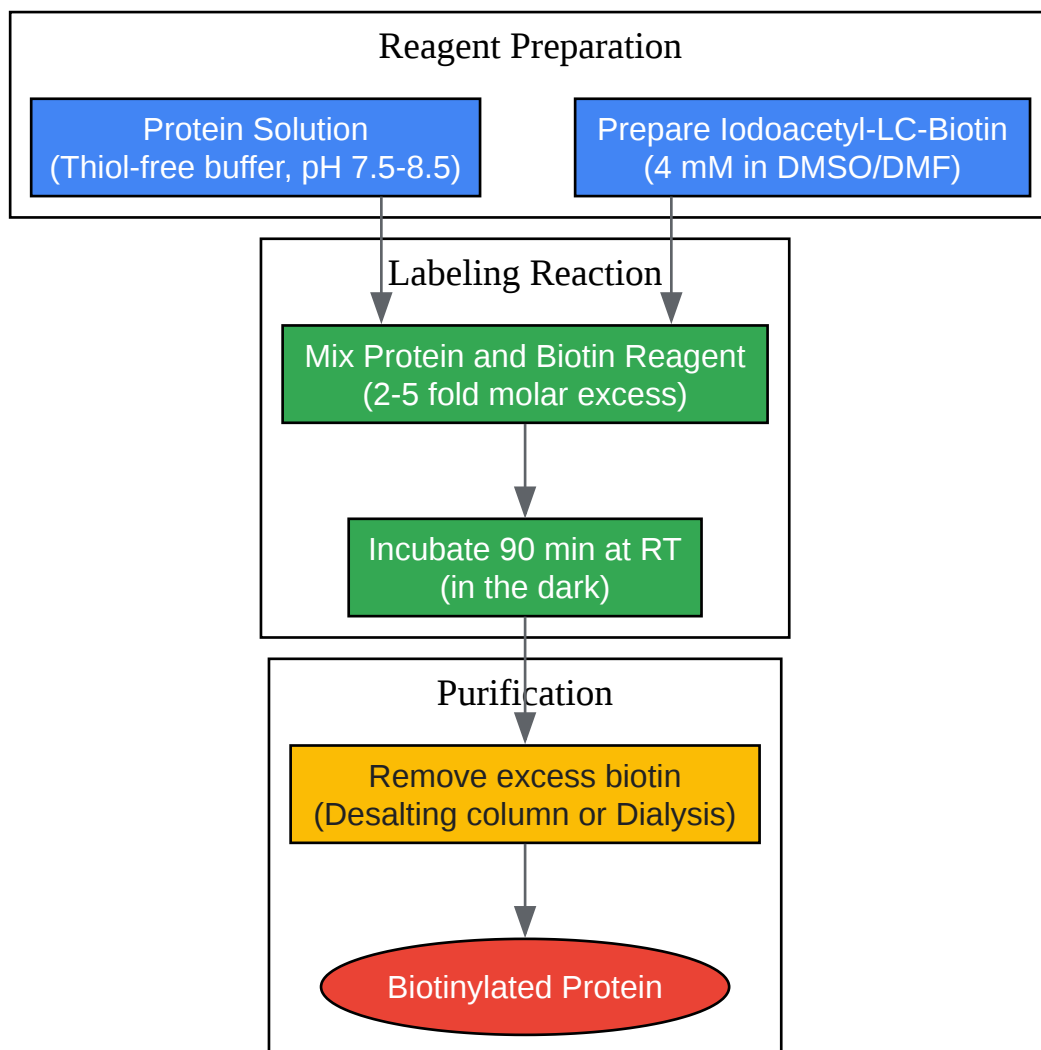 Reagent Preparation
Protein Solution
(Thiol-free buffer, pH 7.5-8.5)
Prepare Iodoacetyl-LC-Biotin
(4 mM in DMSO/DMF)
Labeling Reaction
Mix Protein and Biotin Reagent
(2-5 fold molar excess)
Incubate 90 min at RT
(in the dark)
Purification
Remove excess biotin
(Desalting column or Dialysis)
Biotinylated Protein